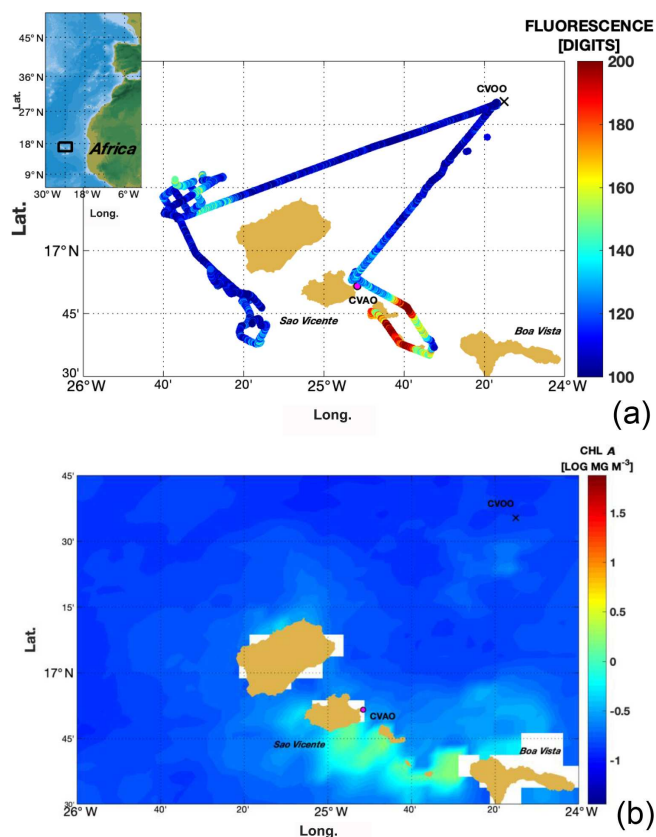 FLUORESCENCE
[DIGITS]
45° N
36° N
27° N
18° N
9° N
Lat.
Africa
30° W 18° W 6° W
Long.
CVOO
200
180
160
140
120
100
Lat.
17° N
45'
30'
Sao Vicente
CVAO
Boa Vista
26° W 40' 20' 25° W 40' 20' 24° W
Long.
(a)
CHL A
[LOG MG M⁻³]
45'
30'
15'
17° N
45'
30'
Lat.
CVOO
CVAO
Sao Vicente
Boa Vista
1.5
1
0.5
0
-0.5
-1
26° W 40' 20' 25° W 40' 20' 24° W
Long.
(b)